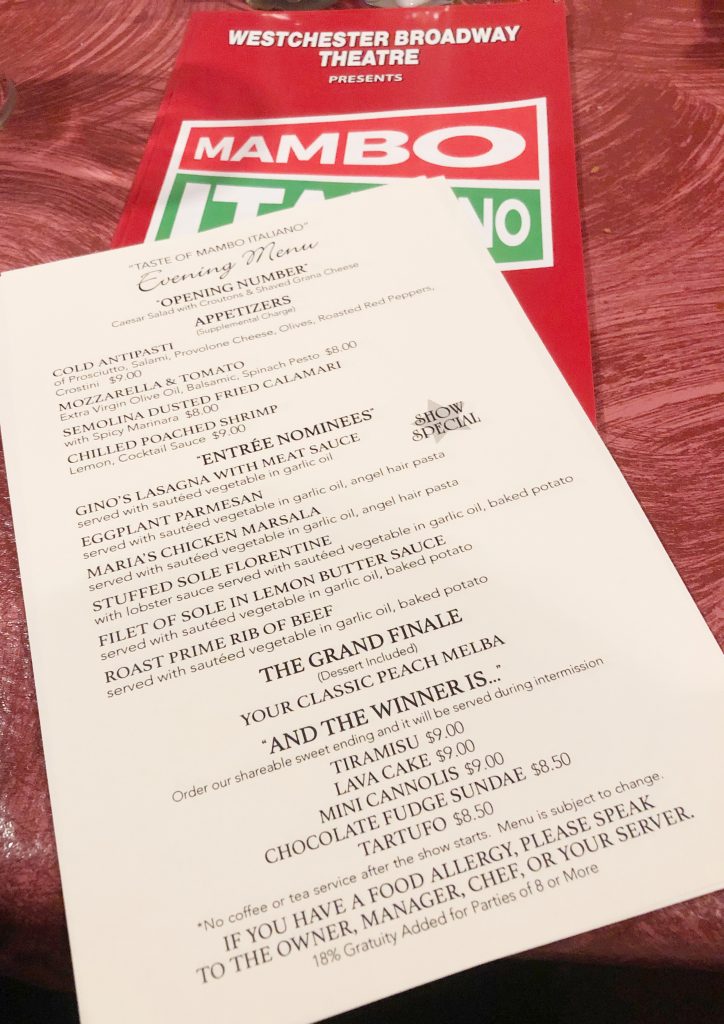 WESTCHESTER BROADWAY
THEATRE
PRESENTS
MAMBO
"TASTE OF MAMBO ITALIANO"
Evening Menu
"OPENING NUMBER"
Caesar Salad with Croutons & Shaved Grana Cheese
APPETIZERS
(Supplemental Charge)
COLD ANTIPASTI
of Prosciutto, Salami, Provolone Cheese, Olives, Roasted Red Peppers,
Crostini $9.00
MOZZARELLA & TOMATO
Extra Virgin Olive Oil, Balsamic, Spinach Pesto $8.00
SEMOLINA DUSTED FRIED CALAMARI
with Spicy Marinara $8.00
CHILLED POACHED SHRIMP
Lemon, Cocktail Sauce $9.00
"ENTRÉE NOMINEES"
SHOW
SPECIAL
GINO'S LASAGNA WITH MEAT SAUCE
served with sautéed vegetable in garlic oil
EGGPLANT PARMESAN
served with sautéed vegetable in garlic oil, angel hair pasta
MARIA'S CHICKEN MARSALA
served with sautéed vegetable in garlic oil, angel hair pasta
STUFFED SOLE FLORENTINE
with lobster sauce served with sautéed vegetable in garlic oil, baked potato
FILET OF SOLE IN LEMON BUTTER SAUCE
served with sautéed vegetable in garlic oil, baked potato
ROAST PRIME RIB OF BEEF
served with sautéed vegetable in garlic oil, baked potato
THE GRAND FINALE
(Dessert Included)
YOUR CLASSIC PEACH MELBA
"AND THE WINNER IS..."
Order our shareable sweet ending and it will be served during intermission
TIRAMISU $9.00
LAVA CAKE $9.00
MINI CANNOLIS $9.00
CHOCOLATE FUDGE SUNDAE $8.50
TARTUFO $8.50
*No coffee or tea service after the show starts. Menu is subject to change.
IF YOU HAVE A FOOD ALLERGY, PLEASE SPEAK
TO THE OWNER, MANAGER, CHEF, OR YOUR SERVER.
18% Gratuity Added for Parties of 8 or More